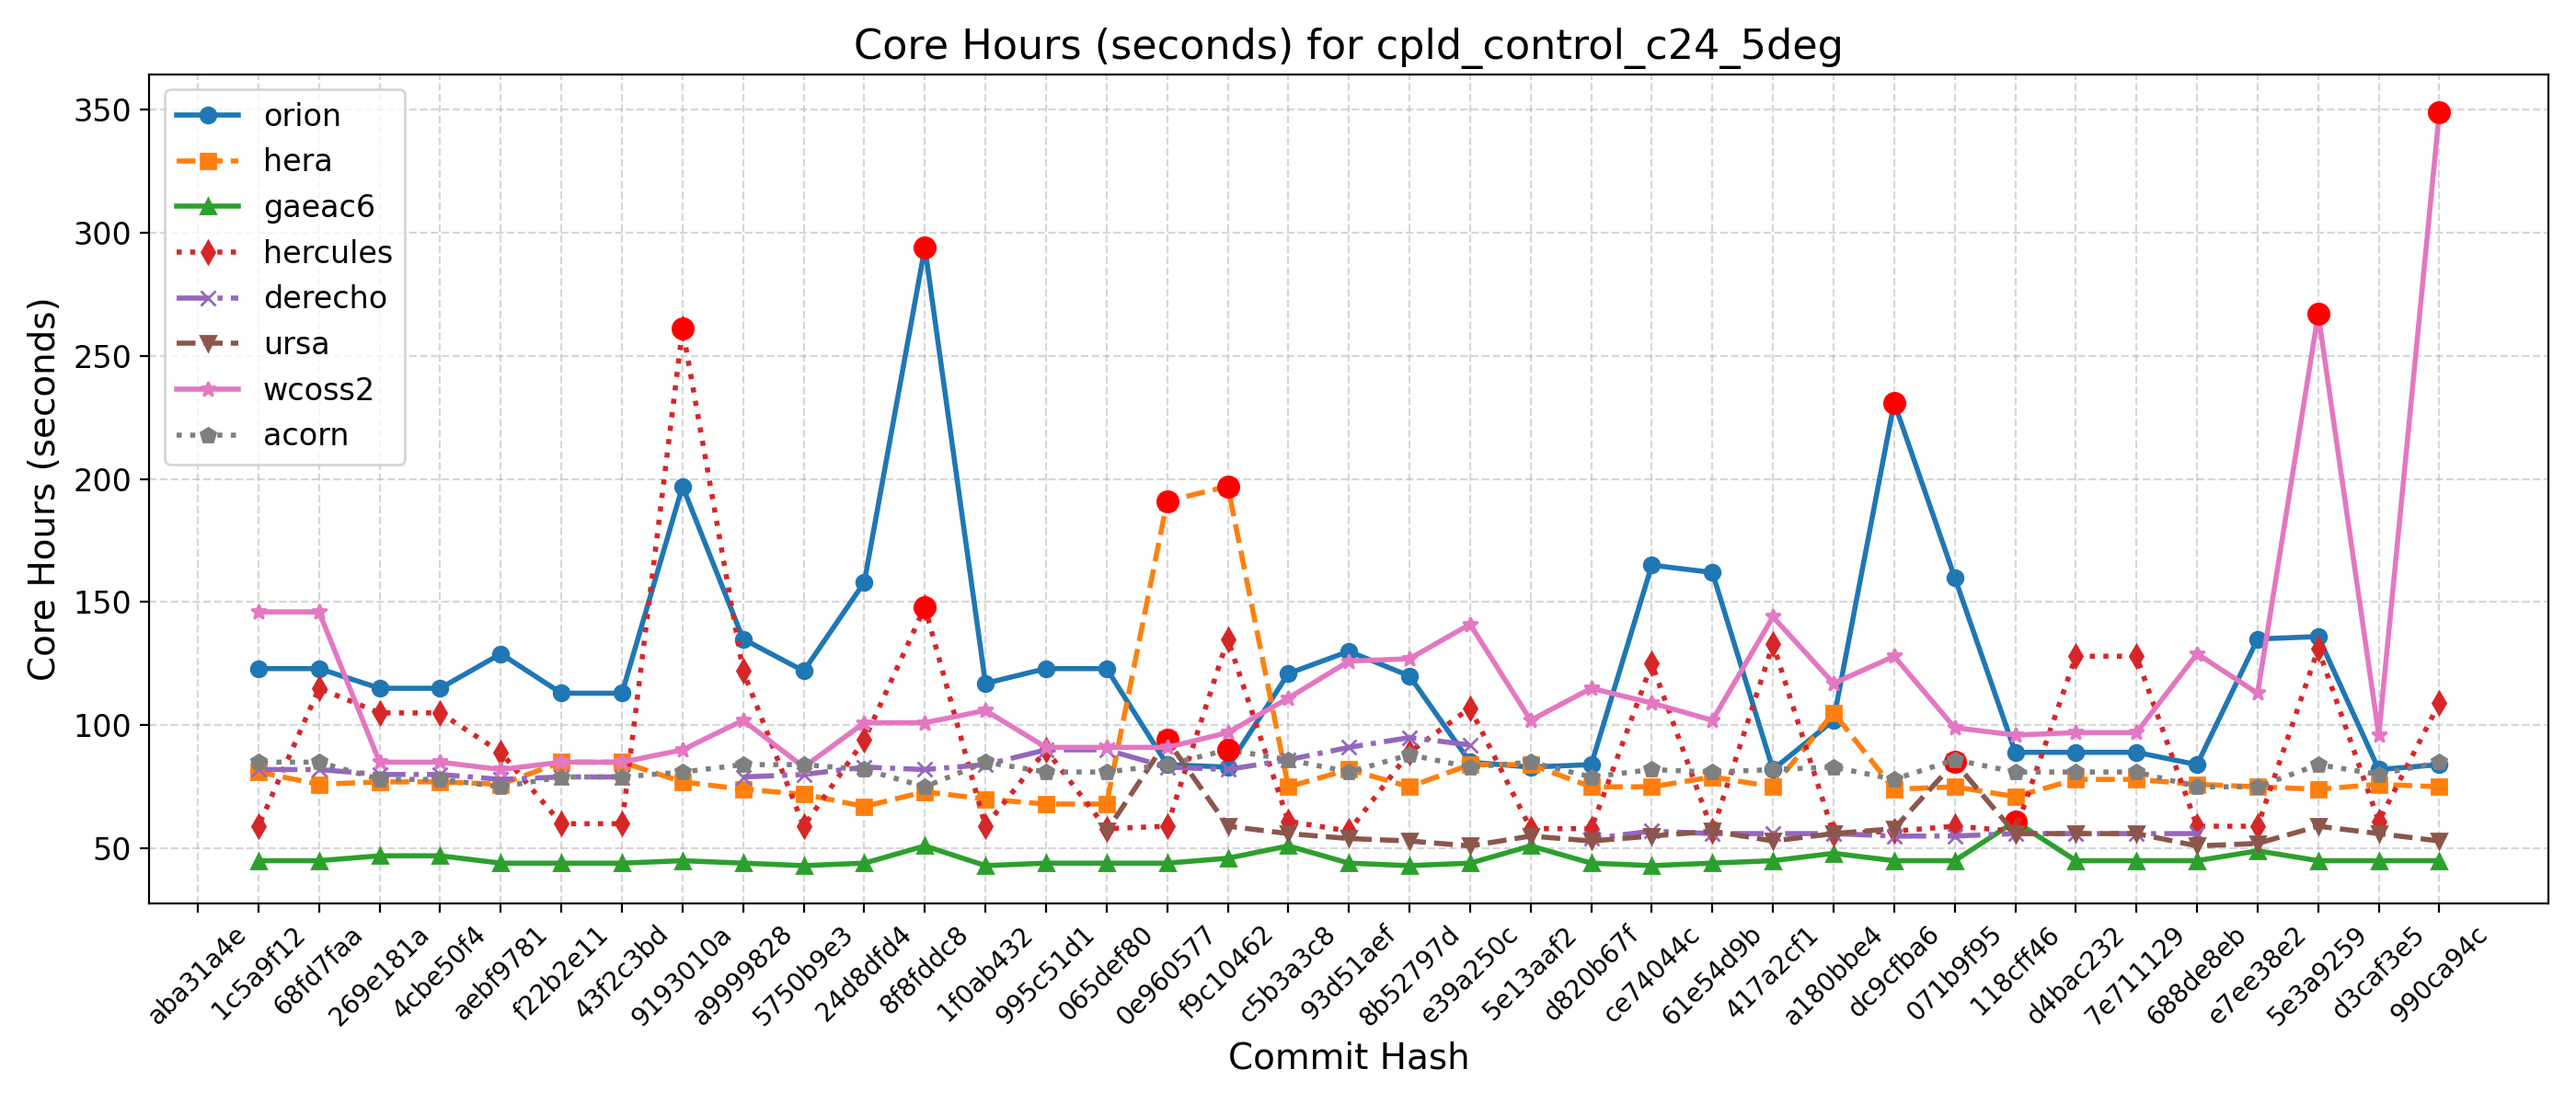 Core Hours (seconds) for cpld_control_c24_5deg
Core Hours (seconds)
350
300
250
200
150
100
50
orion
hera
gaeac6
hercules
derecho
ursa
wcoss2
acorn
aba31a4e
1c5a9f12
68fd7faa
269e181a
4cbe50f4
aebf9781
f22b2e11
43f2c3bd
9193010a
a9999828
5750b9e3
24d8dfd4
8f8fddc8
1f0ab432
995c51d1
065def80
0e960577
f9c10462
c5b3a3c8
93d51aef
8b52797d
e39a250c
5e13aaf2
d820b67f
ce74044c
61e54d9b
417a2cf1
a180bbe4
dc9cfba6
071b9f95
118cff46
d4bac232
7e711129
688de8eb
e7ee38e2
5e3a9259
d3caf3e5
990ca94c
Commit Hash